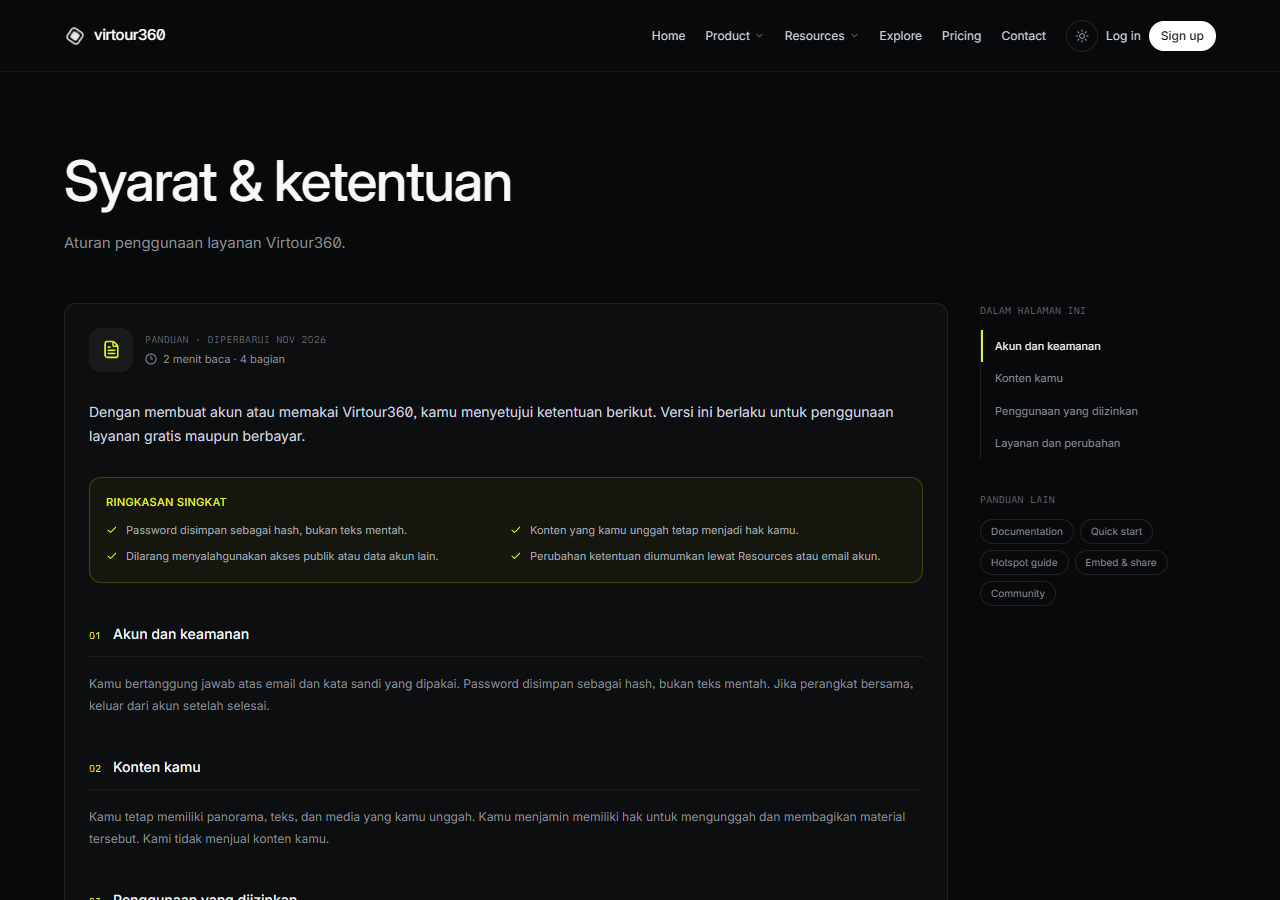 virtour360
Home
Product
Resources
Explore
Pricing
Contact
Log in
Sign up
Syarat & ketentuan
Aturan penggunaan layanan Virtour360.
PANDUAN · DIPERBARUI NOV 2026
2 menit baca · 4 bagian
Dengan membuat akun atau memakai Virtour360, kamu menyetujui ketentuan berikut. Versi ini berlaku untuk penggunaan
layanan gratis maupun berbayar.
RINGKASAN SINGKAT
Password disimpan sebagai hash, bukan teks mentah.
Konten yang kamu unggah tetap menjadi hak kamu.
Dilarang menyalahgunakan akses publik atau data akun lain.
Perubahan ketentuan diumumkan lewat Resources atau email akun.
01 Akun dan keamanan
Kamu bertanggung jawab atas email dan kata sandi yang dipakai. Password disimpan sebagai hash, bukan teks mentah. Jika perangkat bersama,
keluar dari akun setelah selesai.
02 Konten kamu
Kamu tetap memiliki panorama, teks, dan media yang kamu unggah. Kamu menjamin memiliki hak untuk mengunggah dan membagikan material
tersebut. Kami tidak menjual konten kamu.
03 Penggunaan yang diizinkan
DALAM HALAMAN INI
Akun dan keamanan
Konten kamu
Penggunaan yang diizinkan
Layanan dan perubahan
PANDUAN LAIN
Documentation
Quick start
Hotspot guide
Embed & share
Community